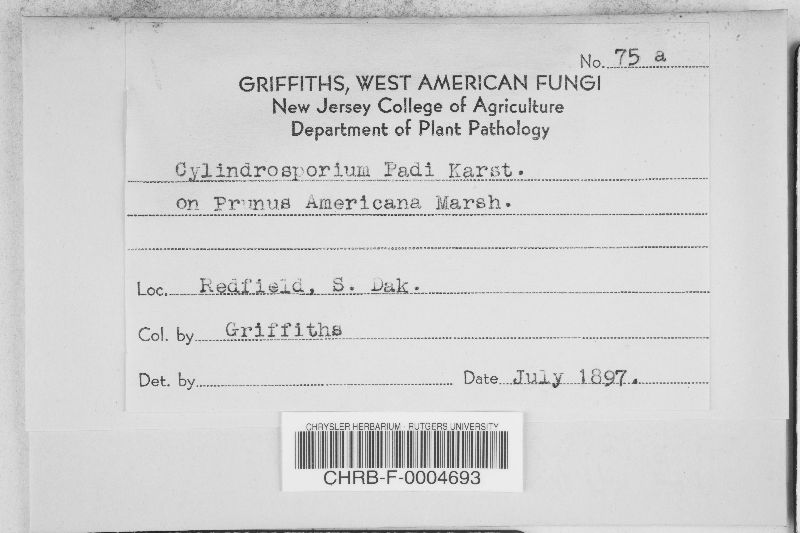 No. 75 a
GRIFFITHS, WEST AMERICAN FUNGI
New Jersey College of Agriculture
Department of Plant Pathology
Cylindrosporium Padi Karst.
on Prunus Americana Marsh.
Loc. Redfield, S. Dak.
Col. by Griffiths
Det. by
Date July 1897.
CHRYSLER HERBARIUM - RUTGERS UNIVERSITY
CHRB-F-0004693